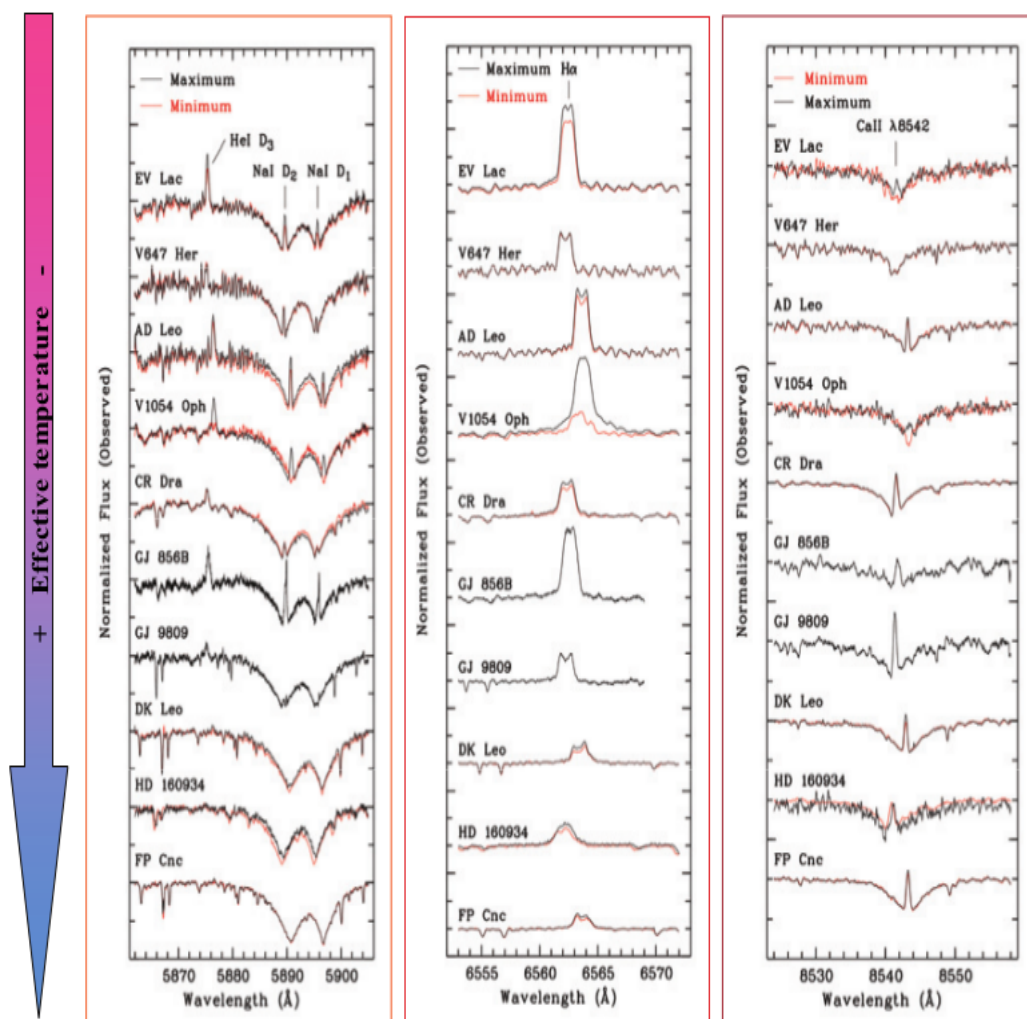 + Effective temperature -
Normalized Flux (Observed)
Maximum
Minimum
HeI D3
NaI D2
NaI D1
EV Lac
V647 Her
AD Leo
V1054 Oph
CR Dra
GJ 856B
GJ 9809
DK Leo
HD 160934
FP Cnc
5870 5880 5890 5900
Wavelength (Å)
Normalized Flux (Observed)
Maximum Hα
Minimum
EV Lac
V647 Her
AD Leo
V1054 Oph
CR Dra
GJ 856B
GJ 9809
DK Leo
HD 160934
FP Cnc
6555 6560 6565 6570
Wavelength (Å)
Normalized Flux (Observed)
Minimum
Maximum
CaII λ8542
EV Lac
V647 Her
AD Leo
V1054 Oph
CR Dra
GJ 856B
GJ 9809
DK Leo
HD 160934
FP Cnc
8530 8540 8550
Wavelength (Å)